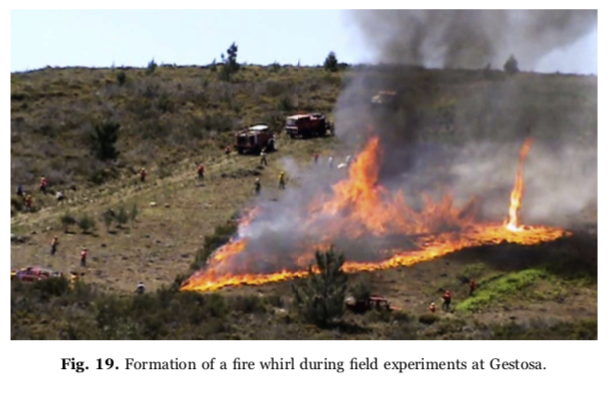 Fig. 19. Formation of a fire whirl during field experiments at Gestosa.